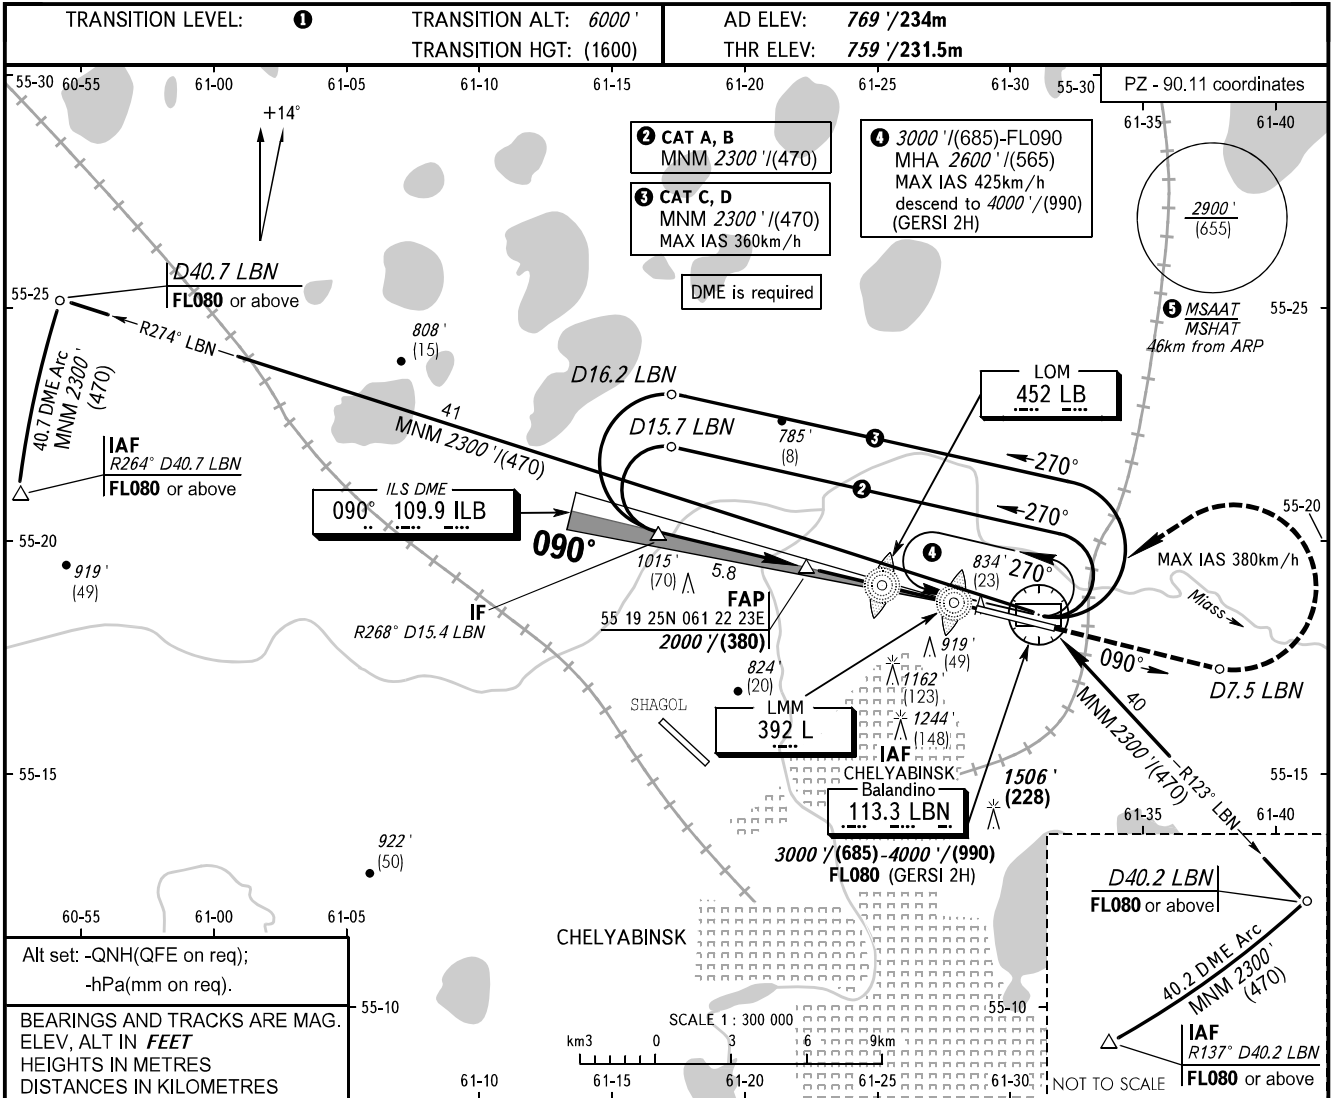 TRANSITION LEVEL: 1
TRANSITION ALT: 6000 '
TRANSITION HGT: (1600)
AD ELEV: 769 '/234m
THR ELEV: 759 '/231.5m
55-30 60-55 61-00 61-05 61-10 61-15 61-20 61-25 61-30 55-30
PZ - 90.11 coordinates
61-35 61-40
+14°
2 CAT A, B
MNM 2300 '/(470)
3 CAT C, D
MNM 2300 '/(470)
MAX IAS 360km/h
4 3000 '/(685)-FL090
MHA 2600 '/(565)
MAX IAS 425km/h
descend to 4000 '/(990)
(GERSI 2H)
DME is required
2900 '
(655)
5 MSAAT
MSHAT
46km from ARP
55-25
55-25
D40.7 LBN
FL080 or above
R274° LBN
808 '
(15)
40.7 DME Arc
MNM 2300 '
(470)
41
MNM 2300 '/(470)
IAF
R264° D40.7 LBN
FL080 or above
D16.2 LBN
D15.7 LBN
785 '
(8)
3
270°
2
270°
LOM
452 LB
ILS DME
090° 109.9 ILB
090°
55-20
55-20
919 '
(49)
IF
R268° D15.4 LBN
1015 '
(70)
5.8
FAP
55 19 25N 061 22 23E
2000 '/(380)
4
834 '
(23)
270°
MAX IAS 380km/h
Miass
090°
D7.5 LBN
919 '
(49)
1162 '
(123)
1244 '
(148)
824 '
(20)
SHAGOL
LMM
392 L
IAF
CHELYABINSK
Balandino
113.3 LBN
3000 '/(685)-4000 '/(990)
FL080 (GERSI 2H)
1506 '
(228)
40
MNM 2300 '/(470)
R123° LBN
55-15
55-15
61-35 61-40
922 '
(50)
60-55 61-00 61-05
D40.2 LBN
FL080 or above
40.2 DME Arc
MNM 2300 '
(470)
IAF
R137° D40.2 LBN
FL080 or above
NOT TO SCALE
CHELYABINSK
Alt set: -QNH(QFE on req);
-hPa(mm on req).
55-10
55-10
BEARINGS AND TRACKS ARE MAG.
ELEV, ALT IN FEET
HEIGHTS IN METRES
DISTANCES IN KILOMETRES
SCALE 1 : 300 000
km3 0 3 6 9km
61-10 61-15 61-20 61-25 61-30